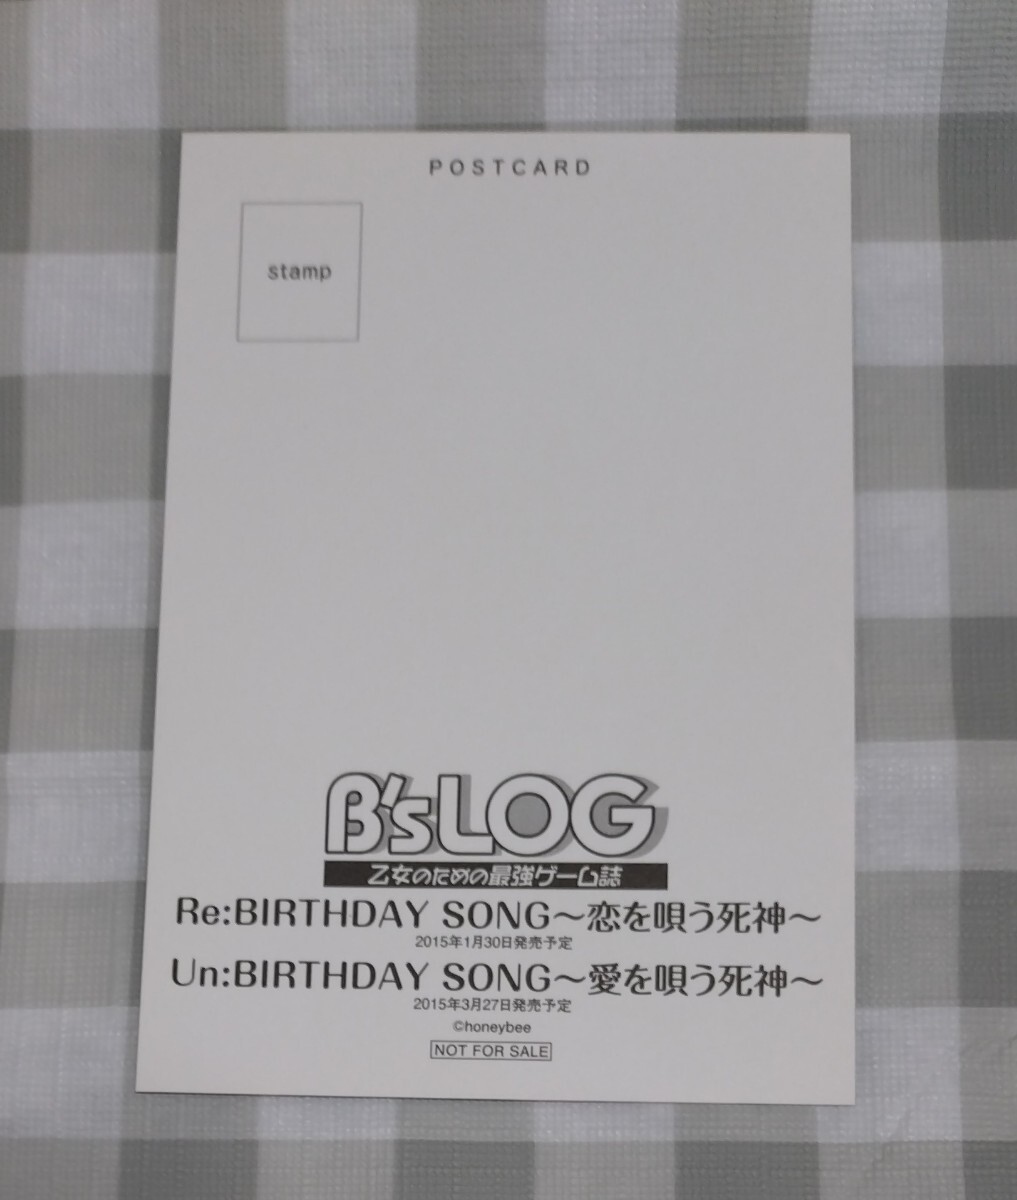 POSTCARD
stamp
B'sLOG
乙女のための最強ゲーム誌
Re:BIRTHDAY SONG～恋を唄う死神～
2015年1月30日発売予定
Un:BIRTHDAY SONG～愛を唄う死神～
2015年3月27日発売予定
©honeybee
NOT FOR SALE